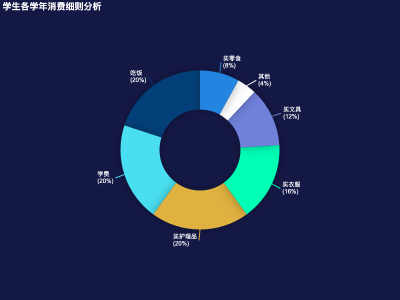 学生各学年消费细则分析
买零食
(8%)
其他
(4%)
吃饭
(20%)
买文具
(12%)
学费
(20%)
买衣服
(16%)
买护理品
(20%)